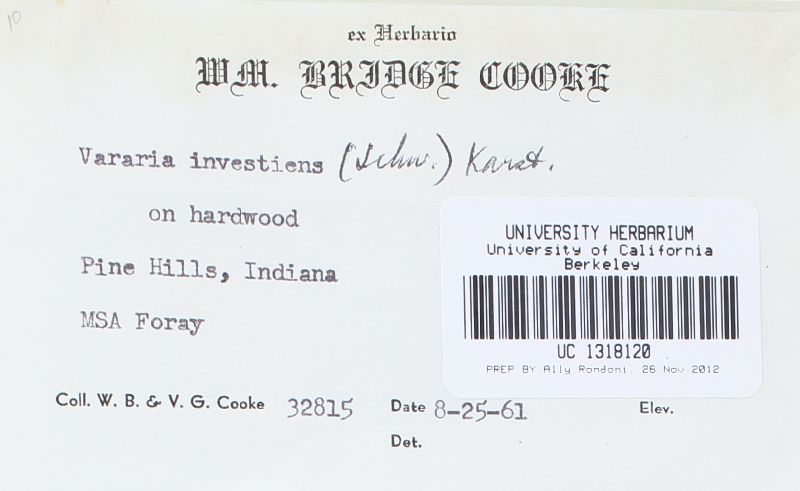 10
ex Herbario
WM. BRIDGE COOKE
Vararia investiens (Schw.) Karst.
on hardwood
Pine Hills, Indiana
MSA Foray
UNIVERSITY HERBARIUM
University of California
Berkeley
UC 1318120
PREP BY Ally Rondoni, 26 Nov 2012
Coll. W. B. & V. G. Cooke 32815 Date 8-25-61 Elev.
Det.